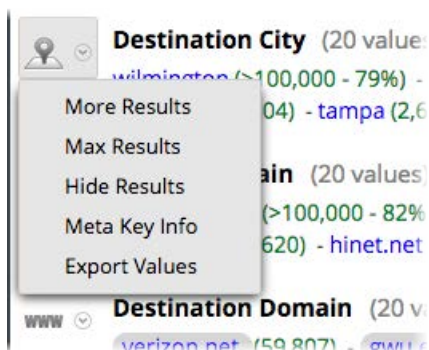 Destination City (20 value
wilmington (>100,000 - 79%) -
More Results
04) - tampa (2,6
Max Results
Hide Results
ain (20 values)
Meta Key Info
(>100,000 - 82%
Export Values
620) - hinet.net
www
Destination Domain (20 v
verizon.net (59,807) - gwu.e